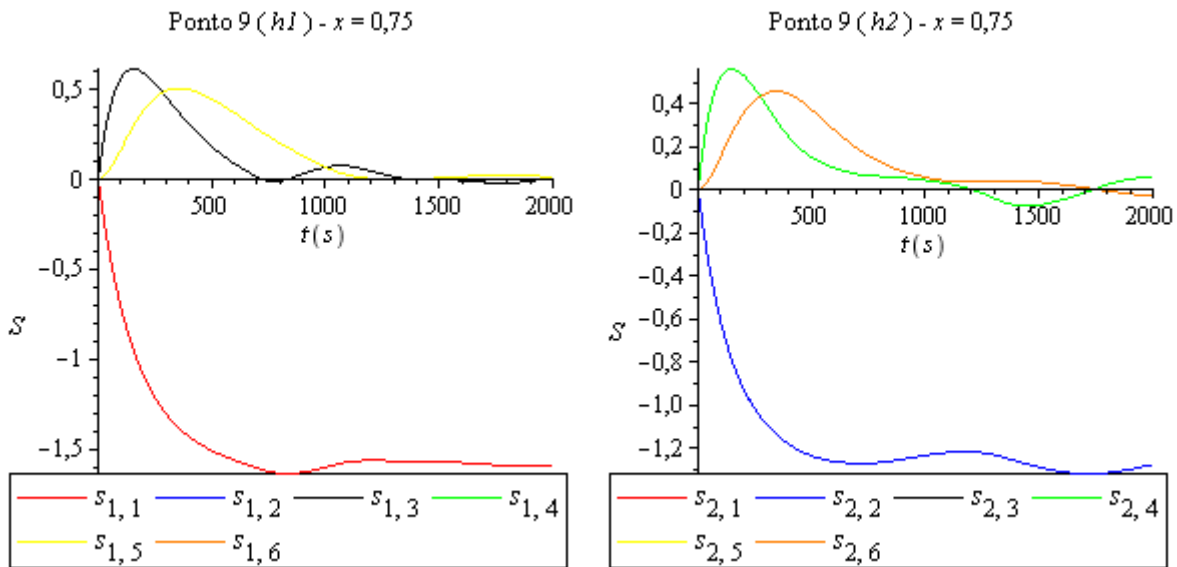 Ponto 9 (h1) - x = 0,75
0,5
0
500
1000
1500
2000
t(s)
−0,5
S
−1
−1,5
s1, 1
s1, 2
s1, 3
s1, 4
s1, 5
s1, 6
Ponto 9 (h2) - x = 0,75
0,4
0,2
0
500
1000
1500
2000
t(s)
−0,2
−0,4
−0,6
S
−0,8
−1,0
−1,2
s2, 1
s2, 2
s2, 3
s2, 4
s2, 5
s2, 6